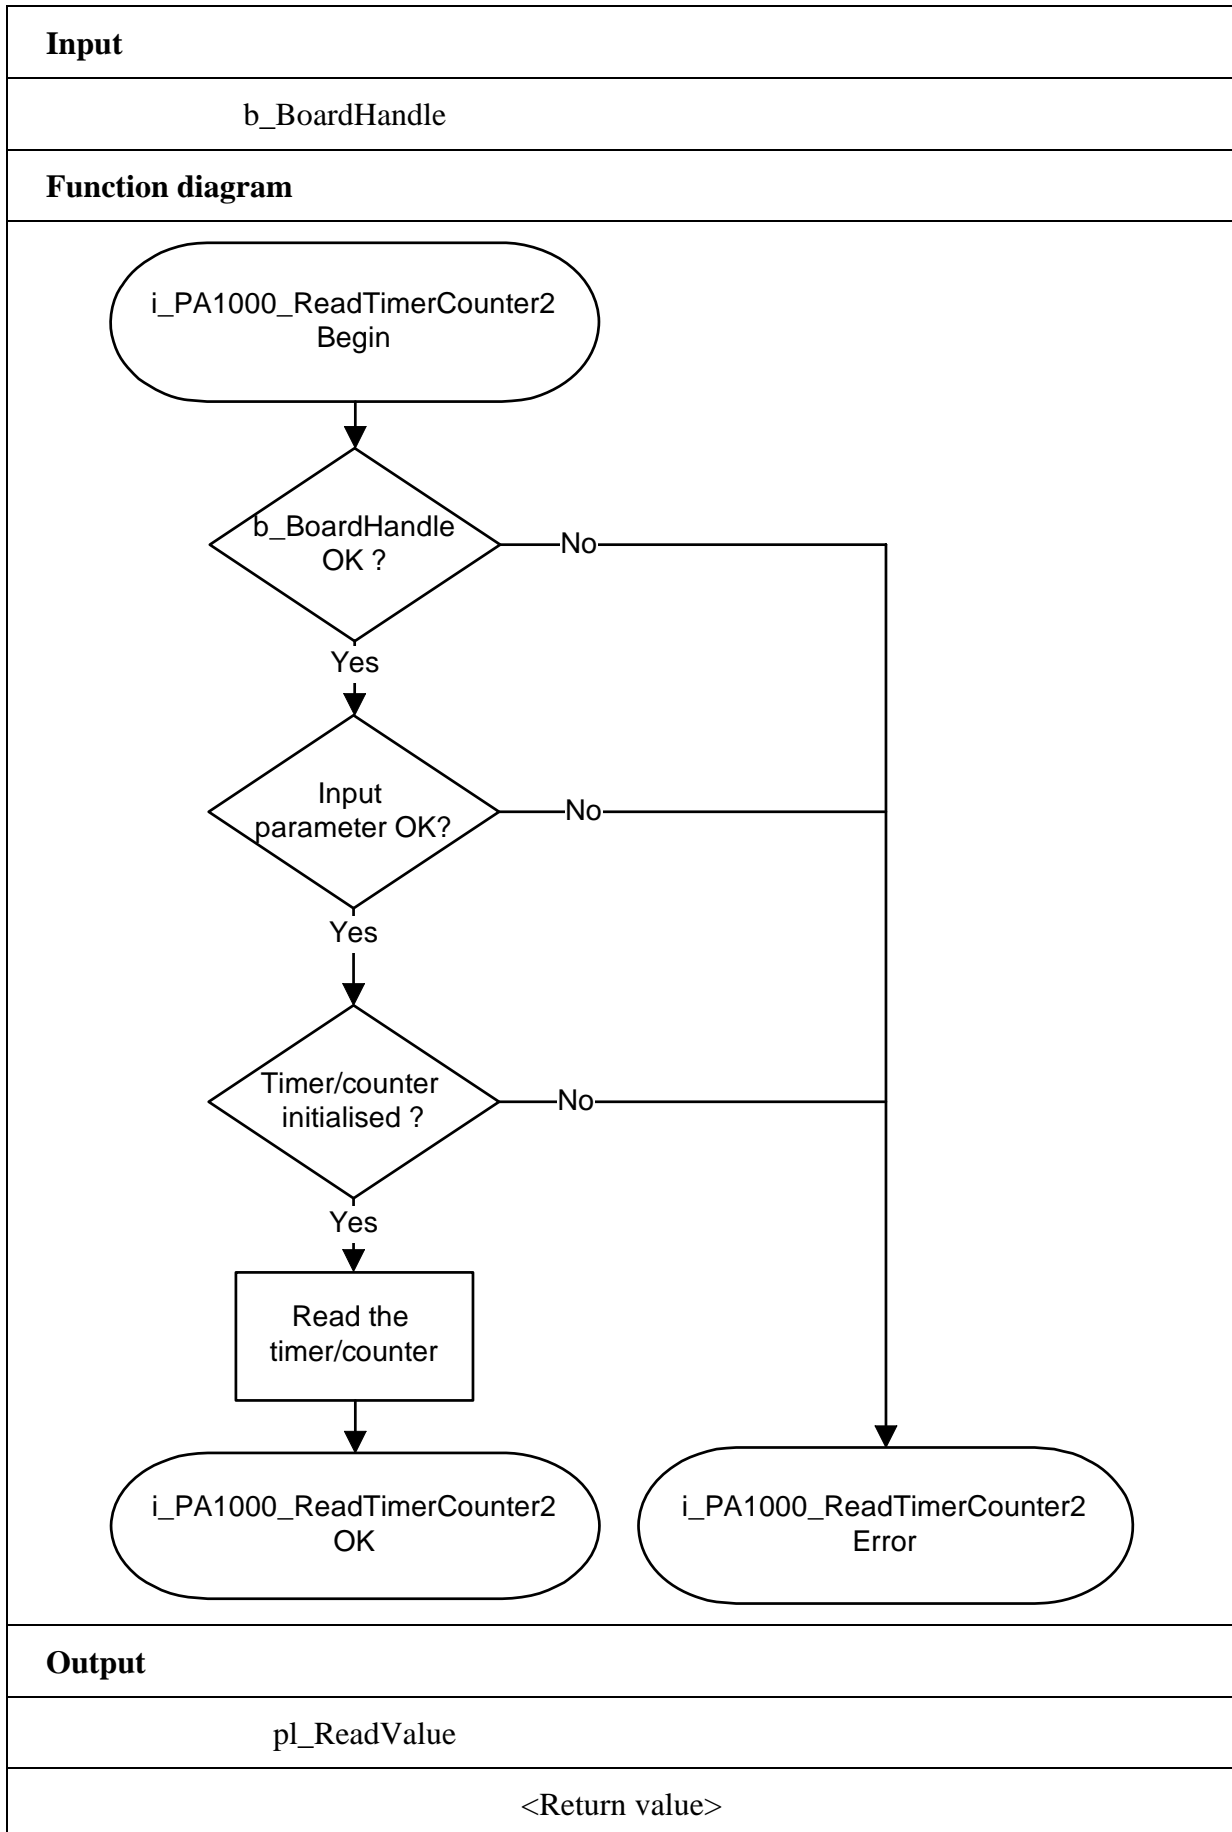 Input
b_BoardHandle
Function diagram
i_PA1000_ReadTimerCounter2
Begin
b_BoardHandle
OK ?
No
Yes
Input
parameter OK?
No
Yes
Timer/counter
initialised ?
No
Yes
Read the
timer/counter
i_PA1000_ReadTimerCounter2
OK
i_PA1000_ReadTimerCounter2
Error
Output
pl_ReadValue
<Return value>